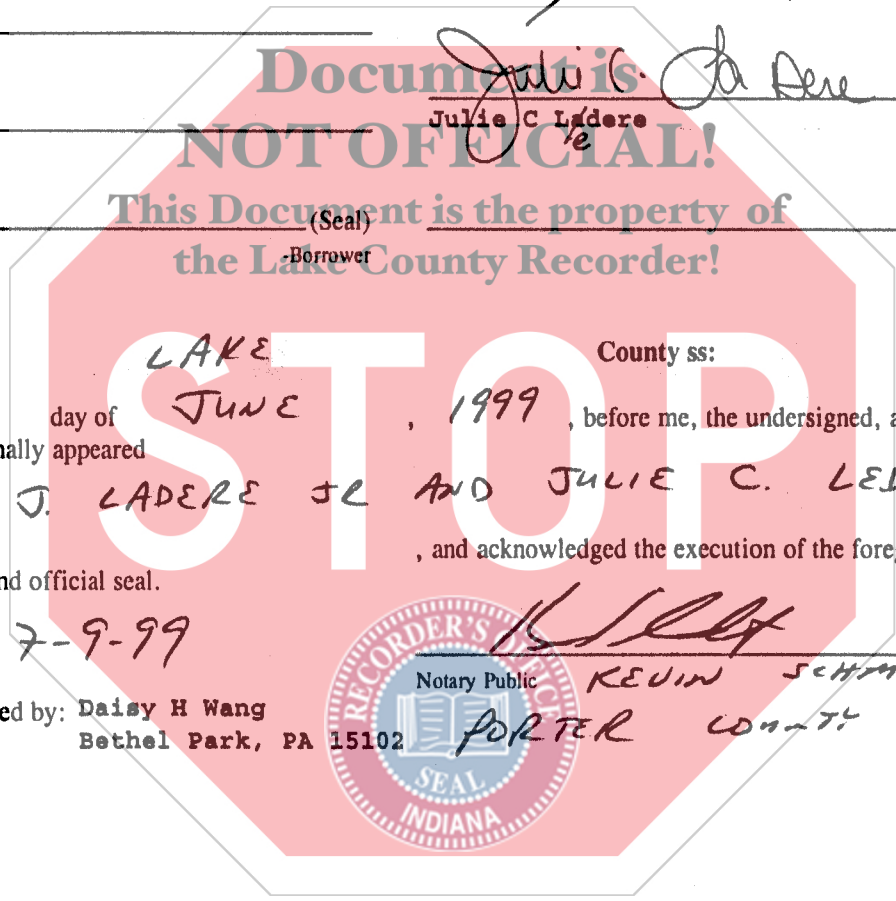 Document is
Julie C. La Dere
Julie C Ladere
e
NOT OFFICIAL!
This Document is the property of
(Seal)
-Borrower
the Lake County Recorder!
STOP
LAKE County ss:
day of JUNE , 1999 , before me, the undersigned, a
nally appeared
J. LADERE JR AND JULIE C. LED
, and acknowledged the execution of the fore
nd official seal.
7-9-99
Notary Public KEVIN SCHM
ed by: Daisy H Wang PORTER COUNTY
Bethel Park, PA 15102
RECORDER'S OFFICE
SEAL
INDIANA